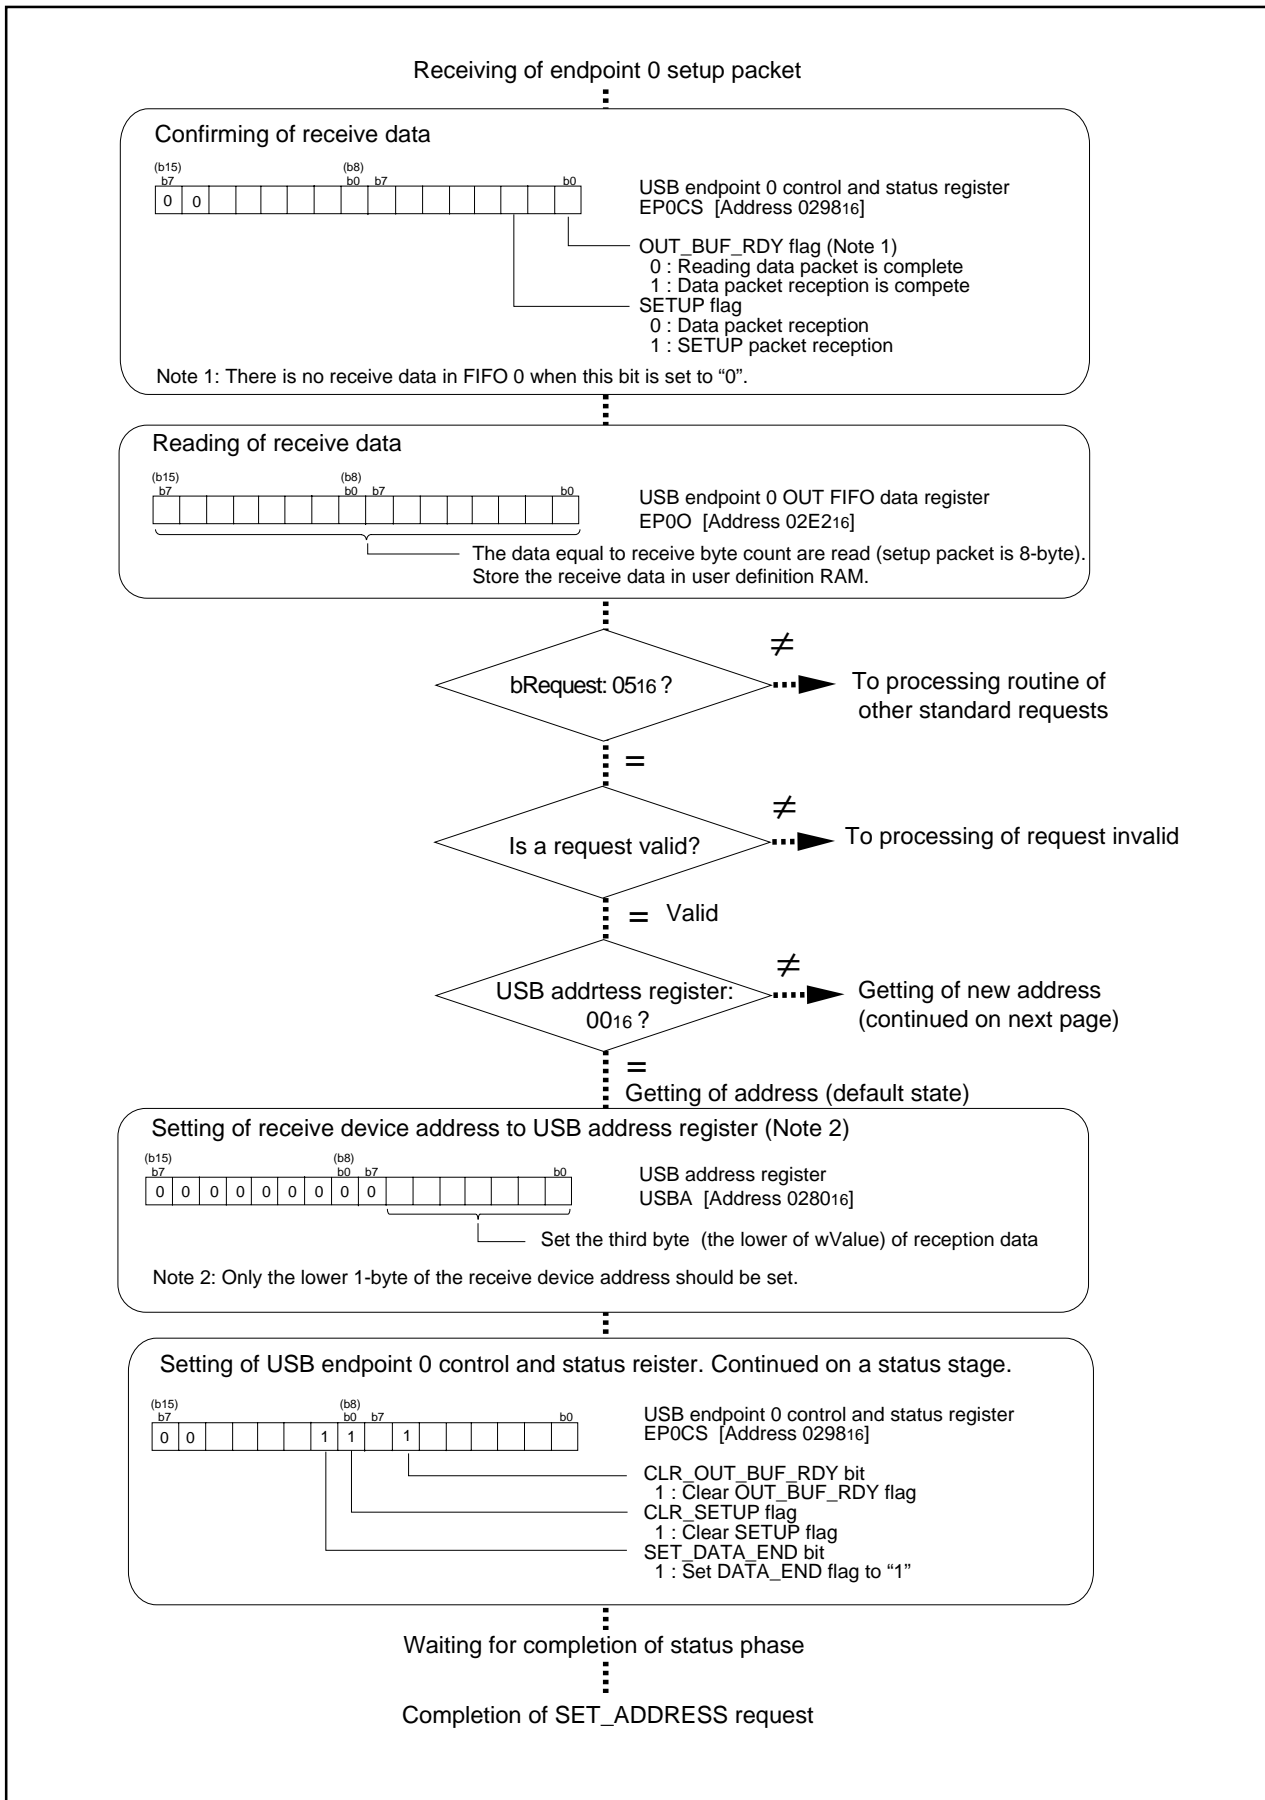 Receiving of endpoint 0 setup packet
Confirming of receive data
(b15) (b8)
b7 b0 b7 b0
0 0
USB endpoint 0 control and status register
EP0CS [Address 029816]
OUT_BUF_RDY flag (Note 1)
0 : Reading data packet is complete
1 : Data packet reception is compete
SETUP flag
0 : Data packet reception
1 : SETUP packet reception
Note 1: There is no receive data in FIFO 0 when this bit is set to “0”.
Reading of receive data
(b15) (b8)
b7 b0 b7 b0
USB endpoint 0 OUT FIFO data register
EP0O [Address 02E216]
The data equal to receive byte count are read (setup packet is 8-byte).
Store the receive data in user definition RAM.
≠
bRequest: 0516 ?
To processing routine of
other standard requests
=
≠
Is a request valid?
To processing of request invalid
= Valid
≠
USB addrtess register:
0016 ?
Getting of new address
(continued on next page)
=
Getting of address (default state)
Setting of receive device address to USB address register (Note 2)
(b15) (b8)
b7 b0 b7 b0
0 0 0 0 0 0 0 0 0
USB address register
USBA [Address 028016]
Set the third byte (the lower of wValue) of reception data
Note 2: Only the lower 1-byte of the receive device address should be set.
Setting of USB endpoint 0 control and status reister. Continued on a status stage.
(b15) (b8)
b7 b0 b7 b0
0 0 1 1 1
USB endpoint 0 control and status register
EP0CS [Address 029816]
CLR_OUT_BUF_RDY bit
1 : Clear OUT_BUF_RDY flag
CLR_SETUP flag
1 : Clear SETUP flag
SET_DATA_END bit
1 : Set DATA_END flag to “1”
Waiting for completion of status phase
Completion of SET_ADDRESS request